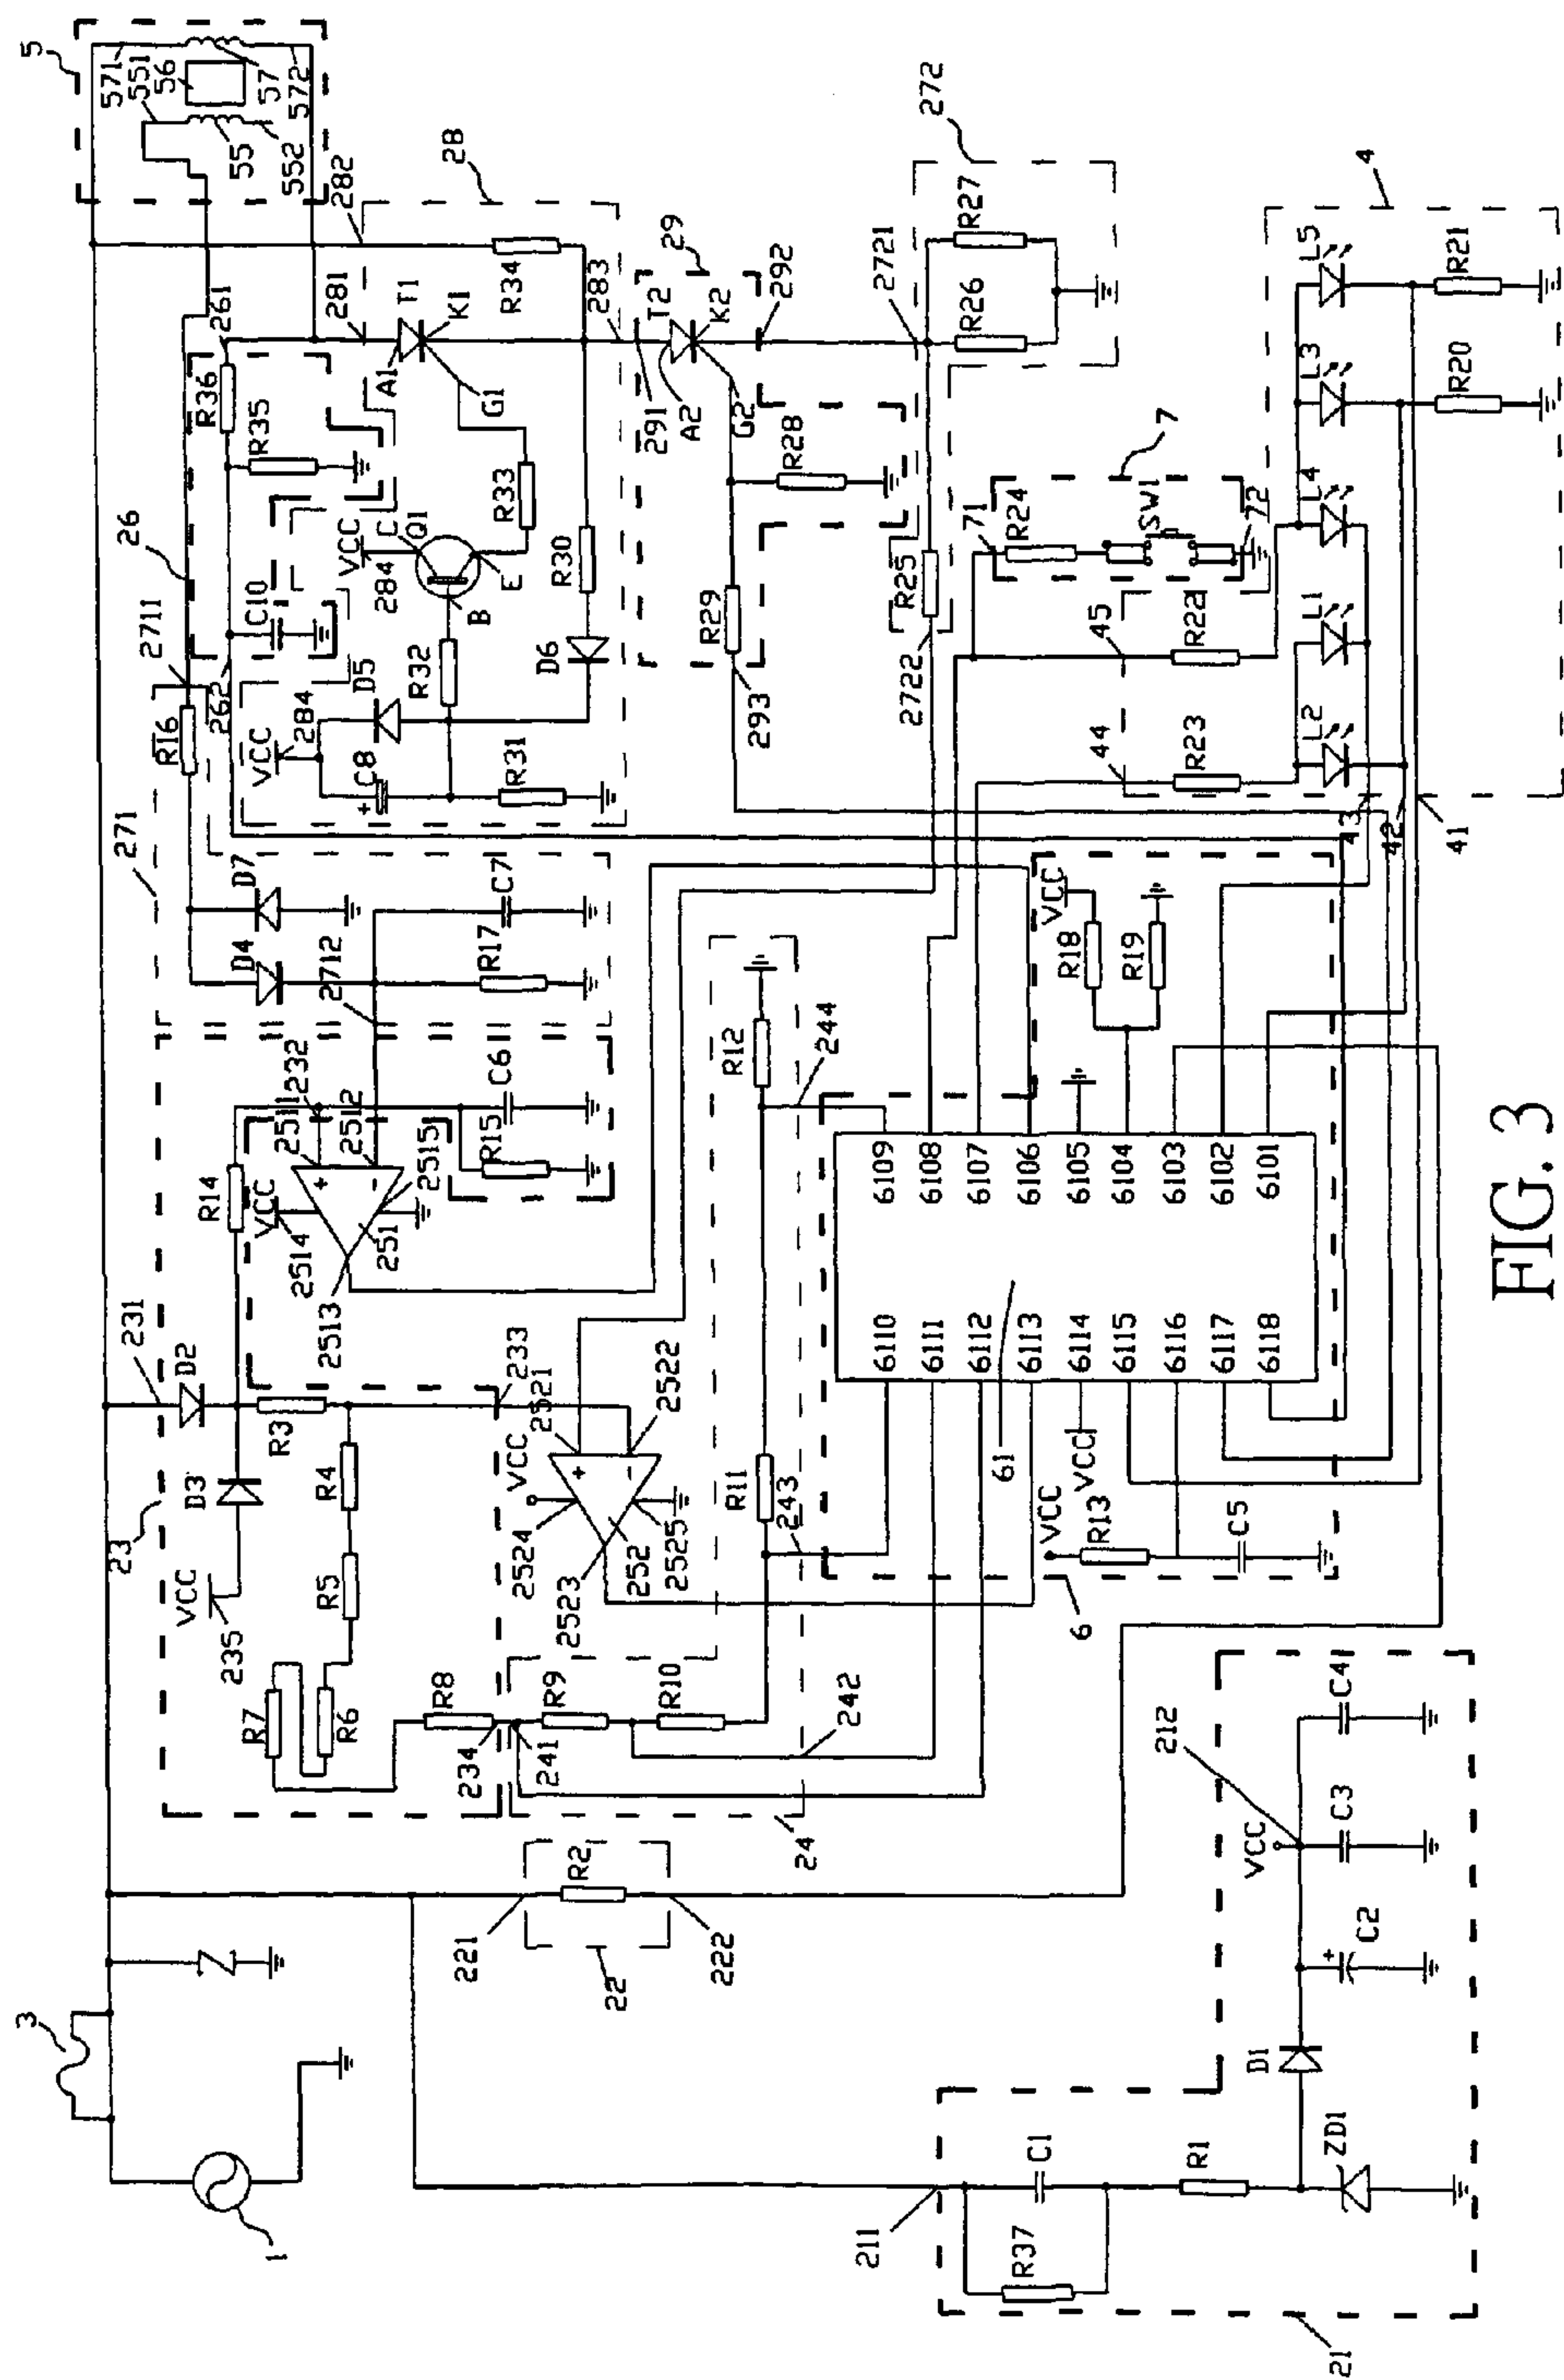 5
571
551
56
57
572
55
552
282
28
R34
281
A1
T1
K1
G1
283
261
R36
R35
26
2711
C10
262
R16
VCC
284
C
Q1
E
B
R33
R32
R30
D6
D5
VCC
284
C8
+
R31
291
T2
29
A2
K2
G2
292
R28
R29
293
272
2721
R27
R26
R25
2722
7
71
R24
SW1
72
4
L5
L3
L4
L1
L2
R21
R20
R22
45
R23
44
43
42
41
271
D7
D4
C7
R17
2712
232
2511
2512
2515
251
2514
2513
VCC
+
-
R14
R15
C6
231
D2
R3
R4
R5
R6
R7
R8
D3
VCC
235
23
234
233
2521
2522
VCC
+
-
2524
2523
252
2525
R12
244
R11
243
R9
R10
241
242
24
VCC
R18
R19
6109
6108
6107
6106
6105
6104
6103
6102
6101
6110
6111
6112
6113
6114
6115
6116
6117
6118
61
VCC
VCC
R13
C5
6
3
1
221
R2
222
22
211
C1
R37
R1
ZD1
D1
C2
+
C3
C4
VCC
212
21
FIG. 3